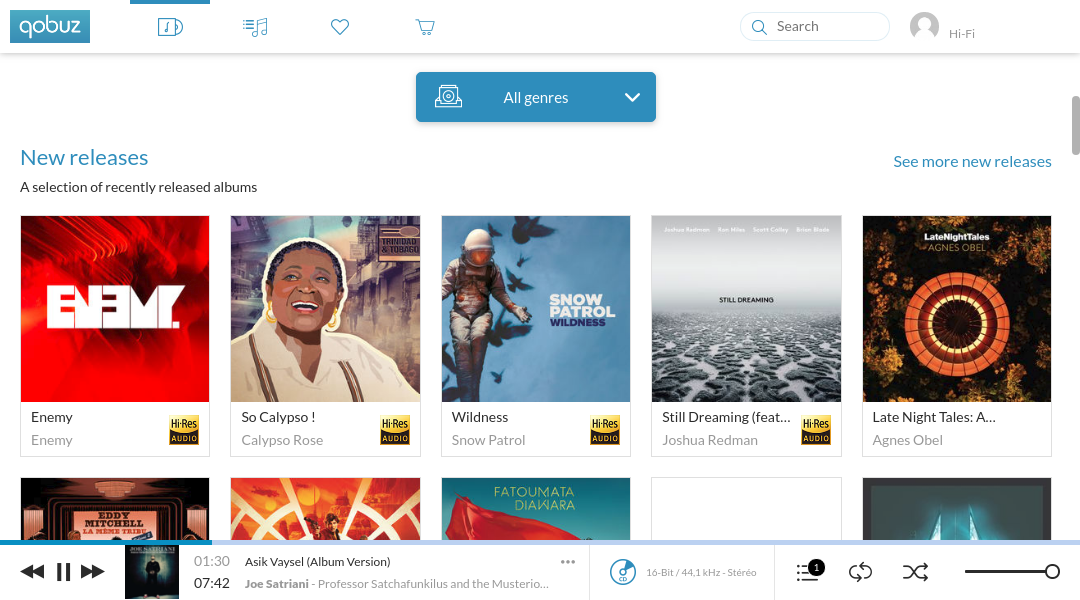 qobuz
Search
Hi-Fi
All genres
New releases
See more new releases
A selection of recently released albums
ENEMY.
TRINIDAD
& TOBAGO
SNOW
PATROL
WILDNESS
Joshua Redman Ron Miles Scott Colley Brian Blade
STILL DREAMING
LateNightTales
AGNES OBEL
Enemy
Enemy
Hi-Res
AUDIO
So Calypso !
Calypso Rose
Hi-Res
AUDIO
Wildness
Snow Patrol
Hi-Res
AUDIO
Still Dreaming (feat...
Joshua Redman
Hi-Res
AUDIO
Late Night Tales: A...
Agnes Obel
EDDY
MITCHELL
LA MÊME TRIBU
FATOUMATA
DIAWARA
JOE SATRIANI
01:30
07:42
Asik Vaysel (Album Version)
Joe Satriani - Professor Satchafunkilus and the Musterio...
CD
16-Bit / 44,1 kHz - Stéréo
1